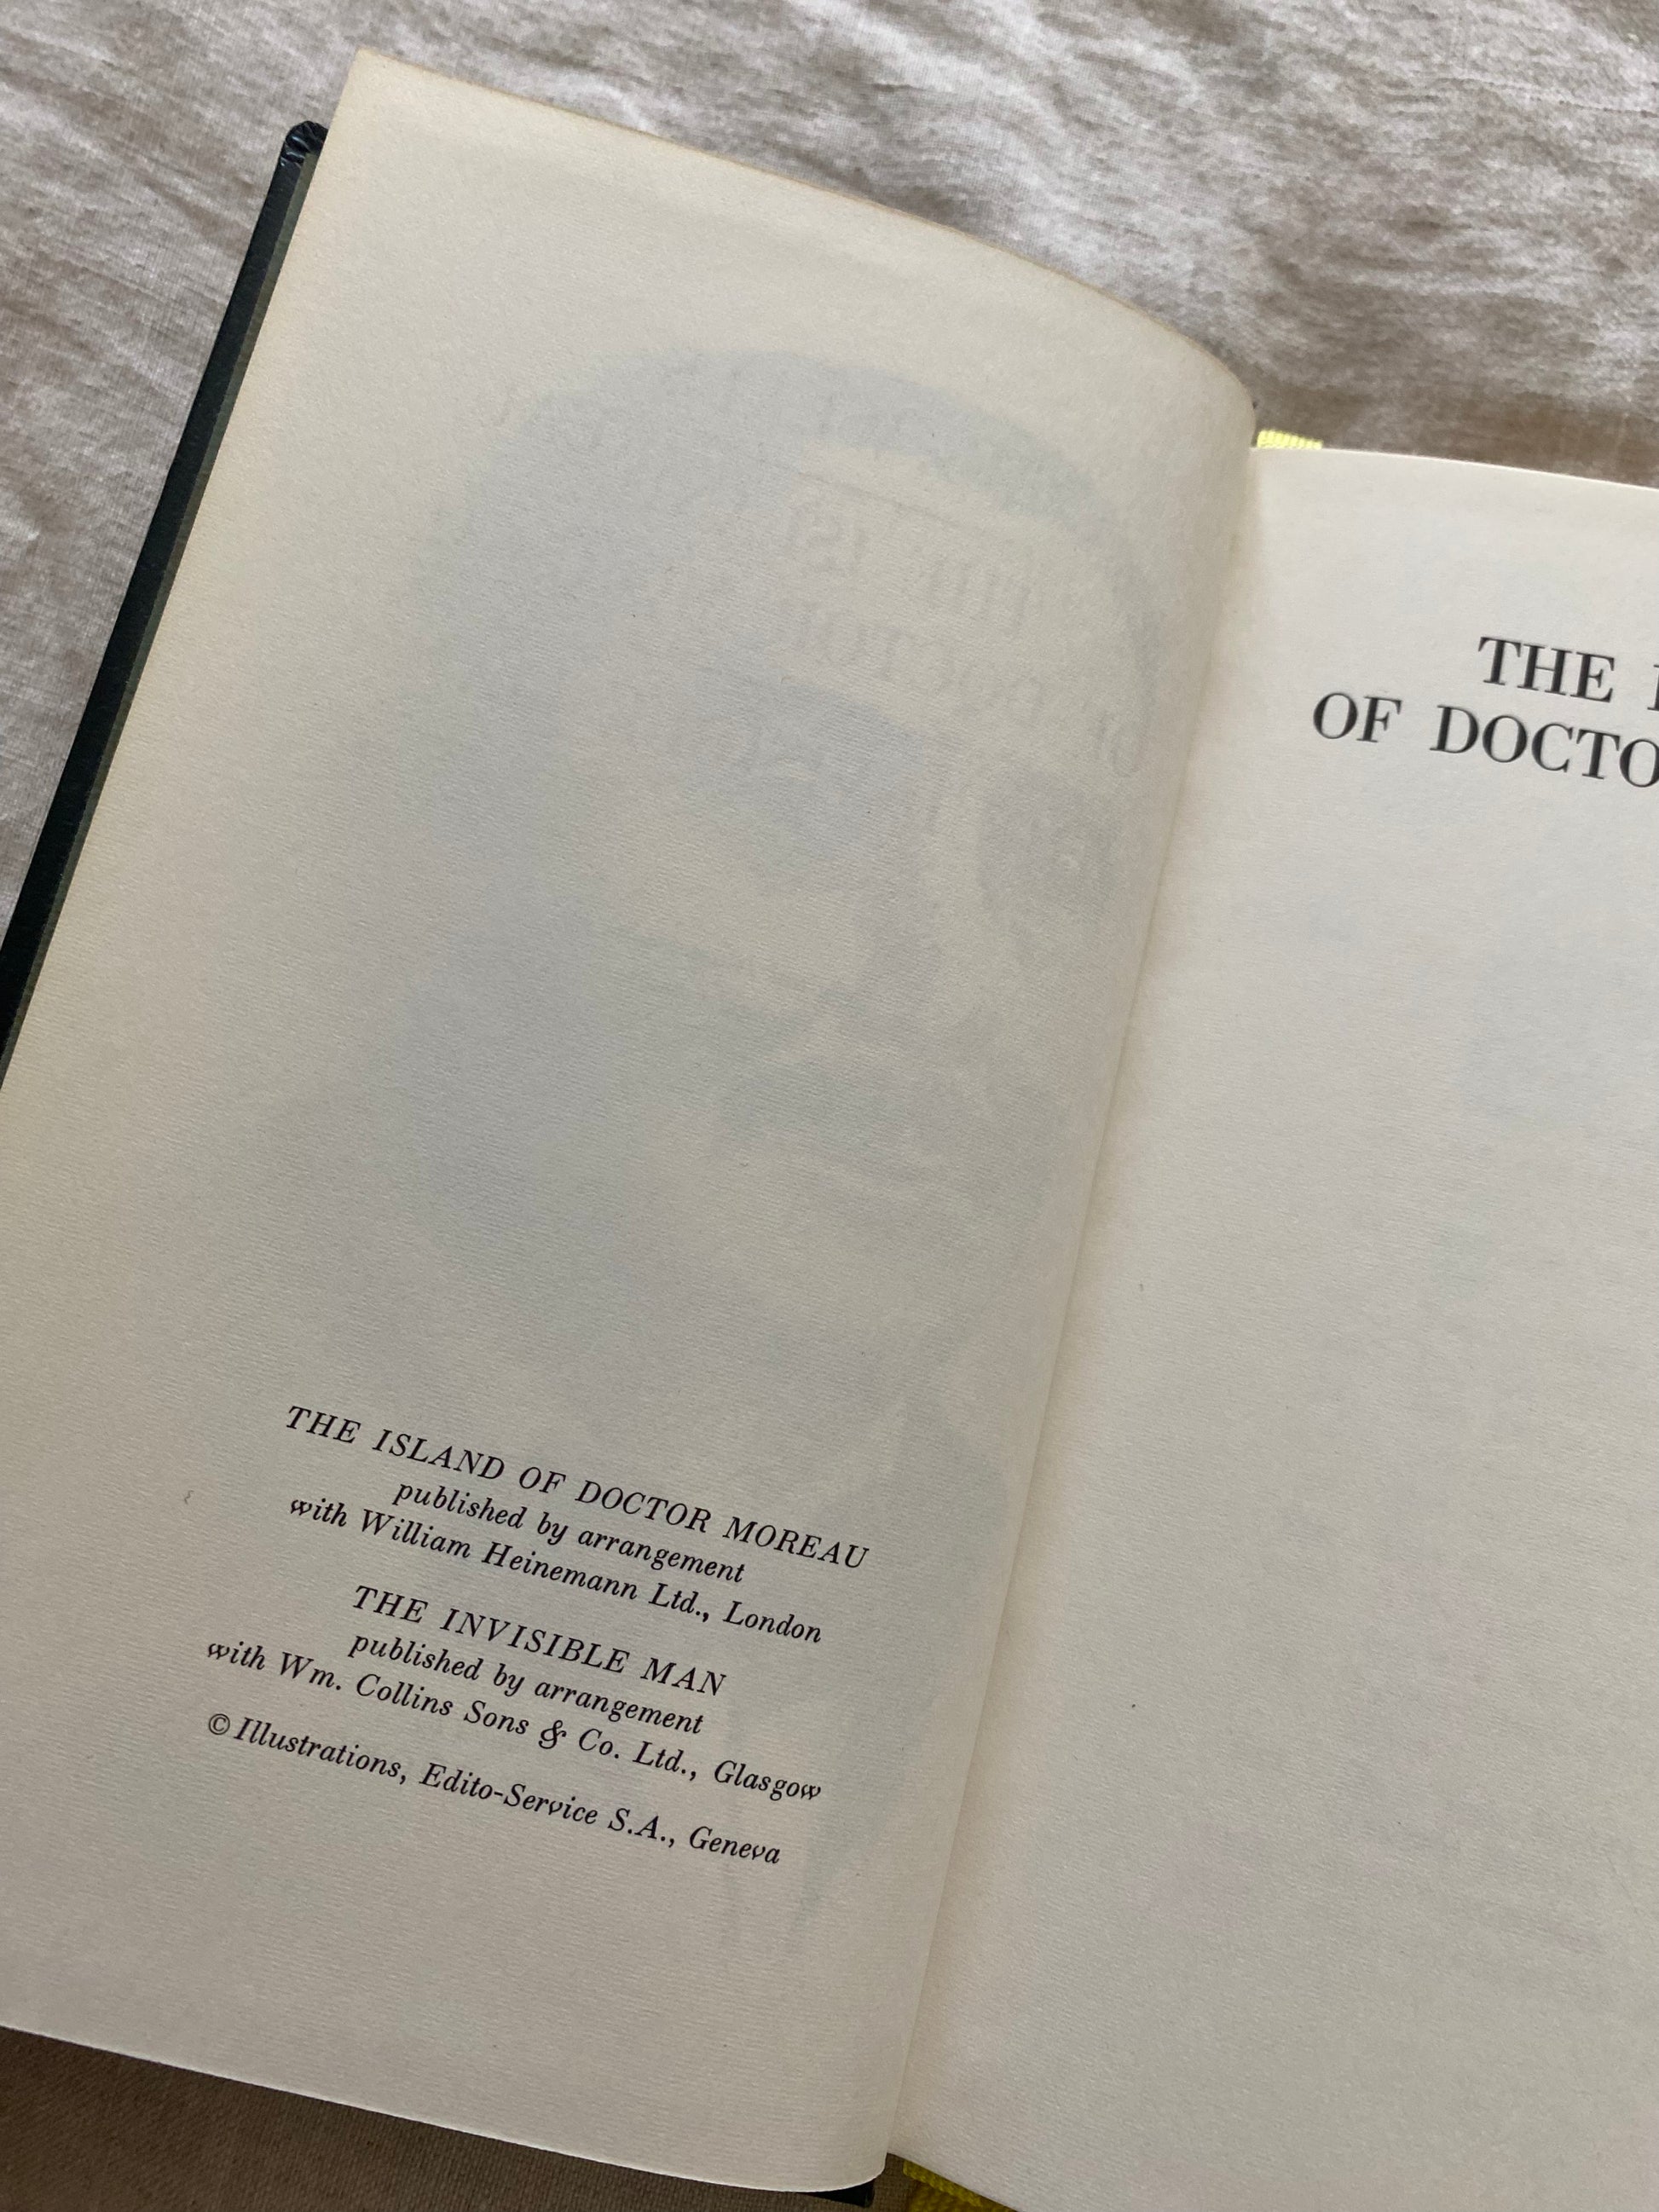 THE ISLAND OF DOCTOR MOREAU
published by arrangement
with William Heinemann Ltd., London
THE INVISIBLE MAN
published by arrangement
with Wm. Collins Sons & Co. Ltd., Glasgow
© Illustrations, Edito-Service S.A., Geneva
THE
OF DOCTO